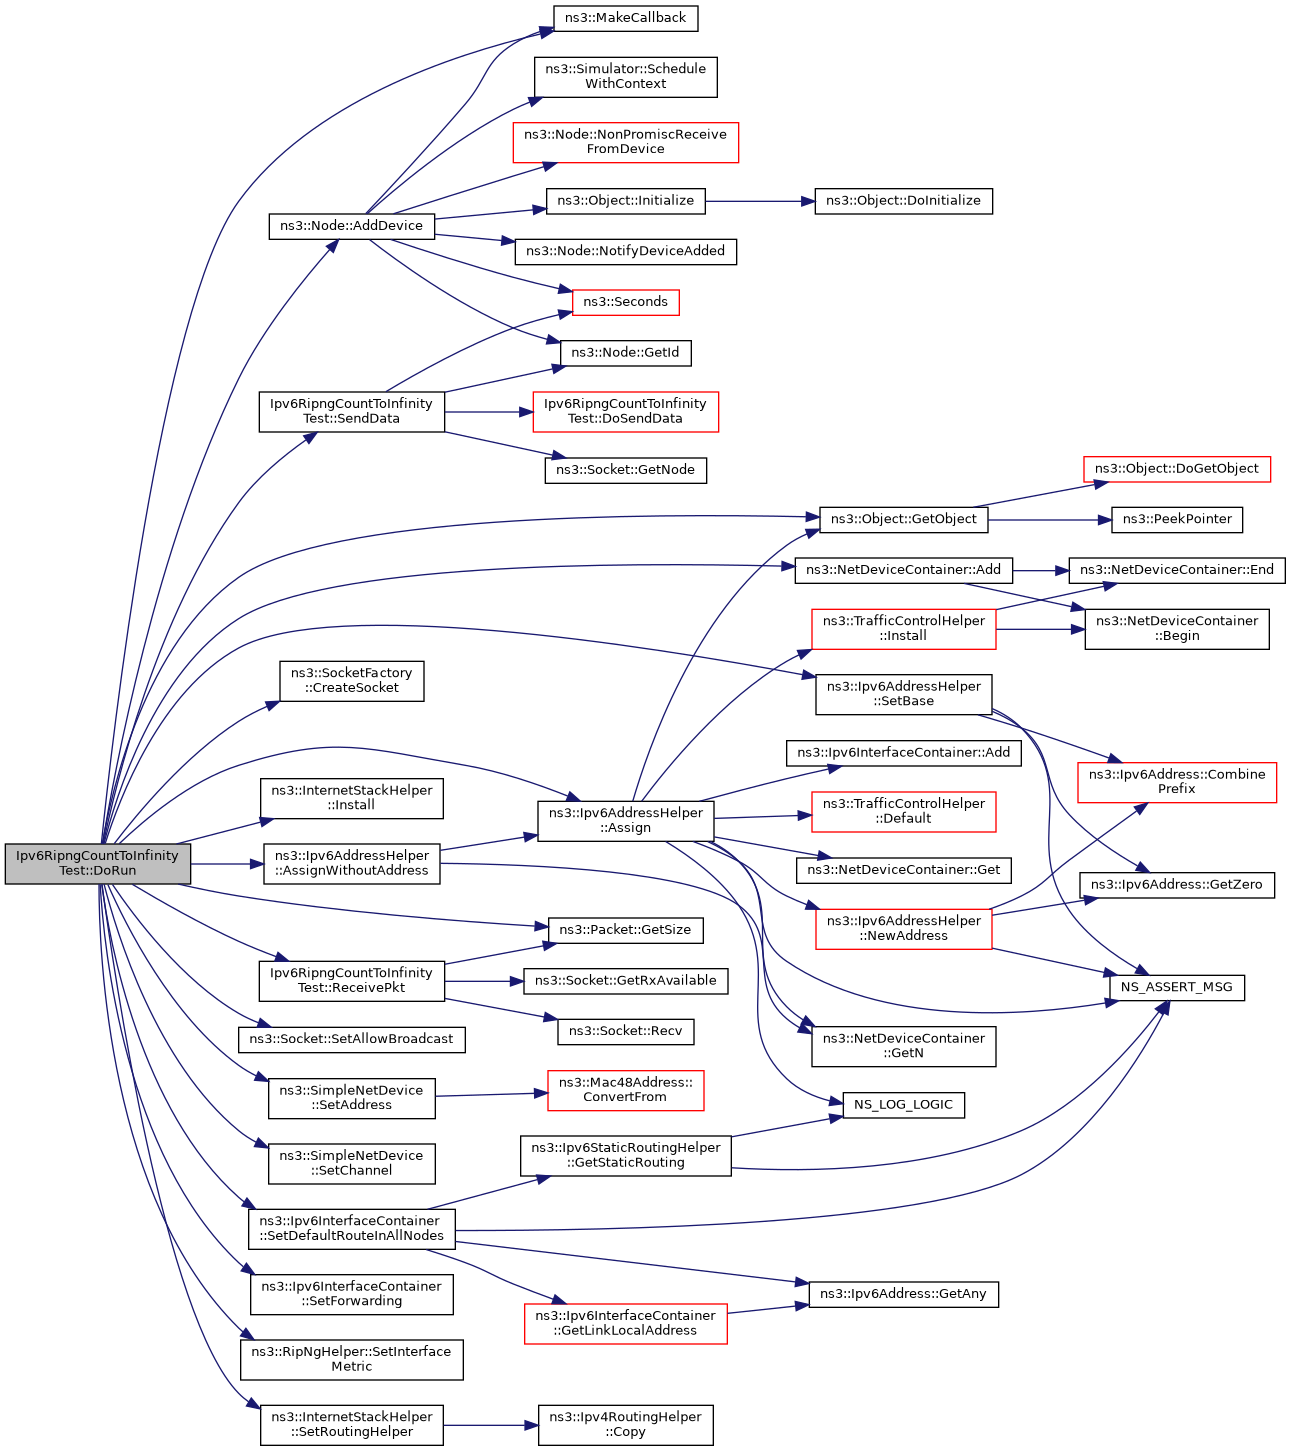 ns3::MakeCallback
ns3::Simulator::Schedule
WithContext
ns3::Node::NonPromiscReceive
FromDevice
ns3::Object::Initialize
ns3::Object::DoInitialize
ns3::Node::AddDevice
ns3::Node::NotifyDeviceAdded
ns3::Seconds
ns3::Node::GetId
Ipv6RipngCountToInfinity
Test::SendData
Ipv6RipngCountToInfinity
Test::DoSendData
ns3::Socket::GetNode
ns3::Object::DoGetObject
ns3::Object::GetObject
ns3::PeekPointer
ns3::NetDeviceContainer::Add
ns3::NetDeviceContainer::End
ns3::TrafficControlHelper
::Install
ns3::NetDeviceContainer
::Begin
ns3::SocketFactory
::CreateSocket
ns3::Ipv6AddressHelper
::SetBase
ns3::Ipv6InterfaceContainer::Add
ns3::Ipv6Address::Combine
Prefix
ns3::InternetStackHelper
::Install
ns3::Ipv6AddressHelper
::Assign
ns3::TrafficControlHelper
::Default
Ipv6RipngCountToInfinity
Test::DoRun
ns3::Ipv6AddressHelper
::AssignWithoutAddress
ns3::NetDeviceContainer::Get
ns3::Ipv6Address::GetZero
ns3::Packet::GetSize
ns3::Ipv6AddressHelper
::NewAddress
Ipv6RipngCountToInfinity
Test::ReceivePkt
ns3::Socket::GetRxAvailable
NS_ASSERT_MSG
ns3::Socket::Recv
ns3::Socket::SetAllowBroadcast
ns3::NetDeviceContainer
::GetN
ns3::SimpleNetDevice
::SetAddress
ns3::Mac48Address::
ConvertFrom
NS_LOG_LOGIC
ns3::SimpleNetDevice
::SetChannel
ns3::Ipv6StaticRoutingHelper
::GetStaticRouting
ns3::Ipv6InterfaceContainer
::SetDefaultRouteInAllNodes
ns3::Ipv6InterfaceContainer
::SetForwarding
ns3::Ipv6Address::GetAny
ns3::Ipv6InterfaceContainer
::GetLinkLocalAddress
ns3::RipNgHelper::SetInterface
Metric
ns3::InternetStackHelper
::SetRoutingHelper
ns3::Ipv4RoutingHelper
::Copy